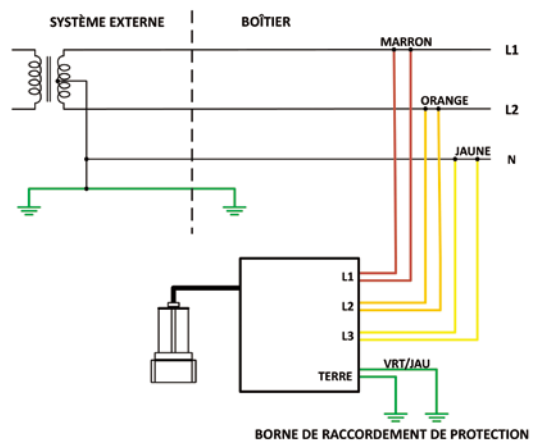 SYSTÈME EXTERNE
BOÎTIER
MARRON
L1
ORANGE
L2
JAUNE
N
L1
L2
L3
VRT/JAU
TERRE
BORNE DE RACCORDEMENT DE PROTECTION